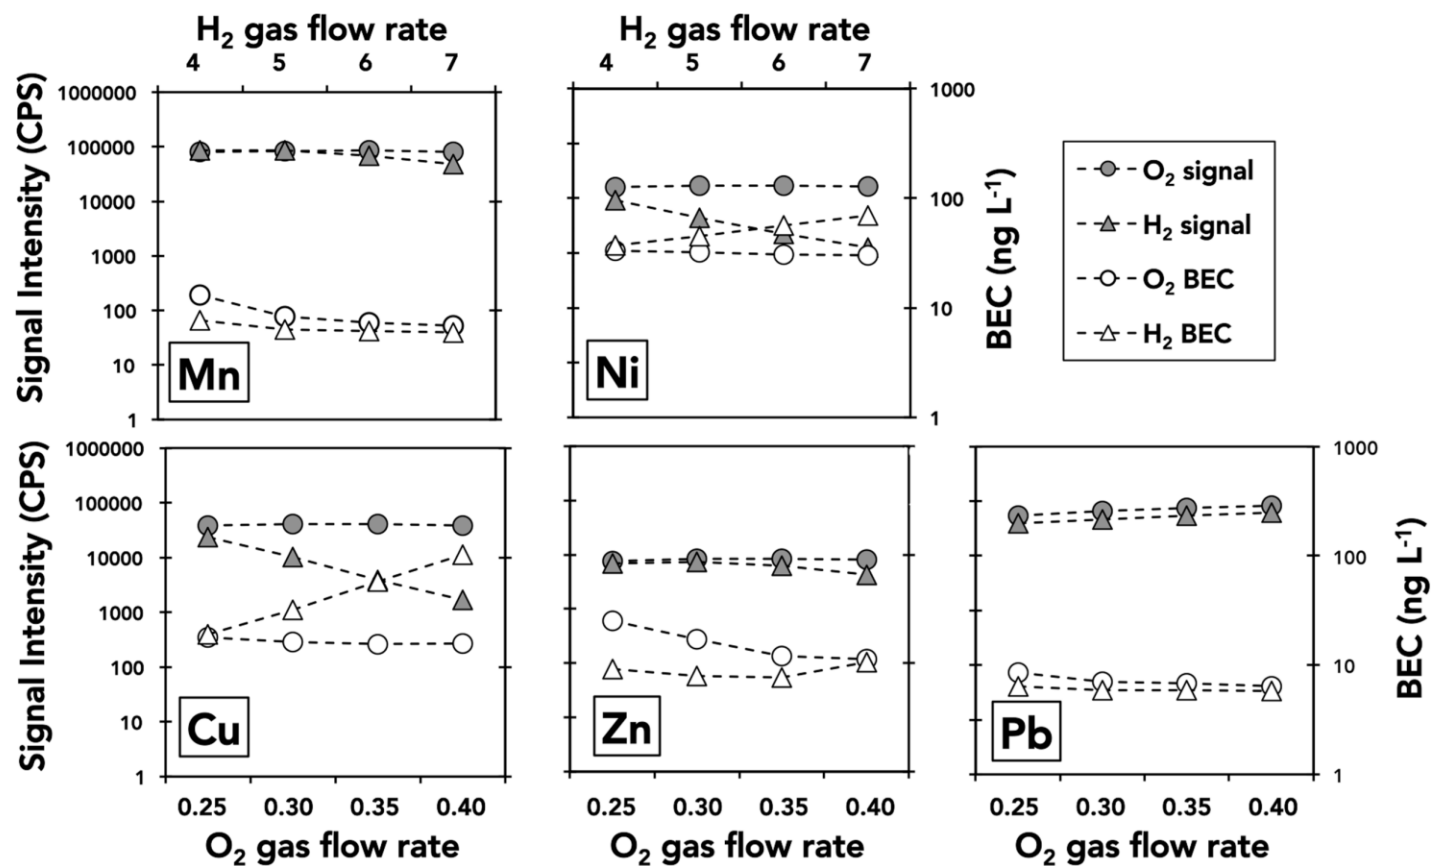 H2 gas flow rate
4 5 6 7
H2 gas flow rate
4 5 6 7
Signal Intensity (CPS)
1000000
100000
10000
1000
100
10
1
Mn
Ni
1000
100
10
1
BEC (ng L-1)
O2 signal
H2 signal
O2 BEC
H2 BEC
Signal Intensity (CPS)
1000000
100000
10000
1000
100
10
1
Cu
Zn
Pb
1000
100
10
1
BEC (ng L-1)
0.25 0.30 0.35 0.40
O2 gas flow rate
0.25 0.30 0.35 0.40
O2 gas flow rate
0.25 0.30 0.35 0.40
O2 gas flow rate